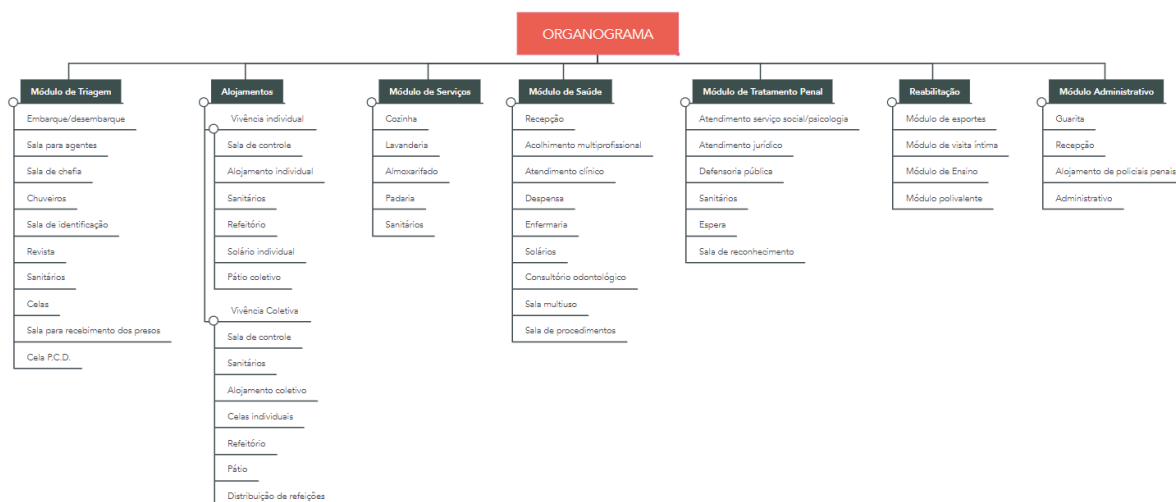 ORGANOGRAMA
Módulo de Triagem
Embarque/desembarque
Sala para agentes
Sala de chefia
Chuveiros
Sala de identificação
Revista
Sanitários
Celas
Sala para recebimento dos presos
Cela P.C.D.
Alojamentos
Vivência individual
Sala de controle
Alojamento individual
Sanitários
Refeitório
Solário individual
Pátio coletivo
Vivência Coletiva
Sala de controle
Sanitários
Alojamento coletivo
Celas individuais
Refeitório
Pátio
Distribuição de refeições
Módulo de Serviços
Cozinha
Lavanderia
Almoxarifado
Padaria
Sanitários
Módulo de Saúde
Recepção
Acolhimento multiprofissional
Atendimento clínico
Despensa
Enfermaria
Solários
Consultório odontológico
Sala multiuso
Sala de procedimentos
Módulo de Tratamento Penal
Atendimento serviço social/psicologia
Atendimento jurídico
Defensoria pública
Sanitários
Espera
Sala de reconhecimento
Reabilitação
Módulo de esportes
Módulo de visita íntima
Módulo de Ensino
Módulo polivalente
Módulo Administrativo
Guarita
Recepção
Alojamento de policiais penais
Administrativo